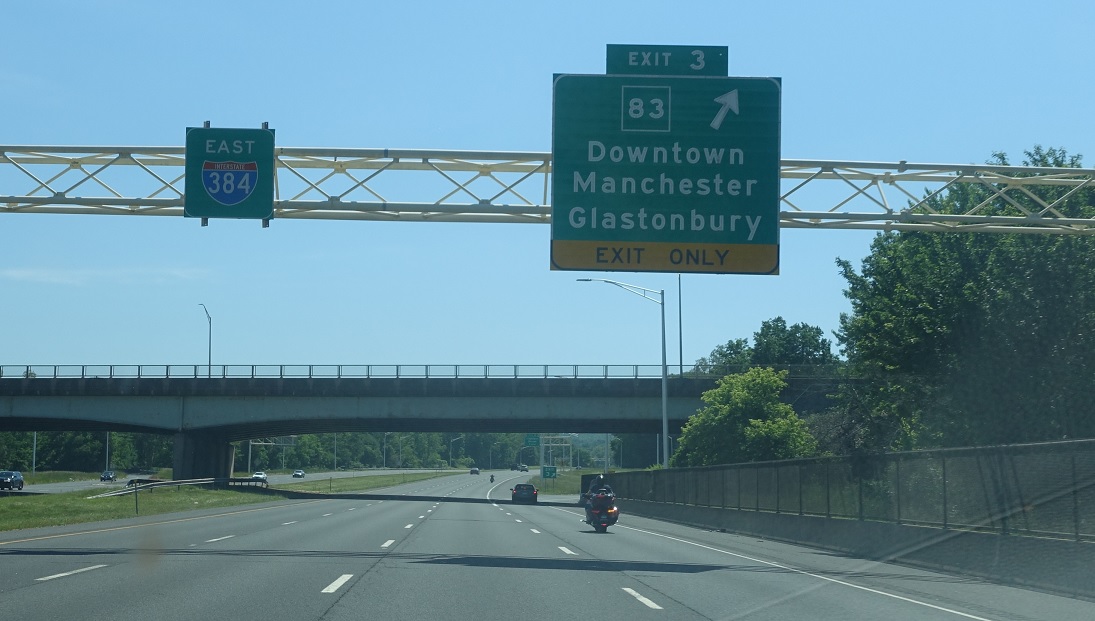 EAST
INTERSTATE
384
EXIT 3
83
Downtown
Manchester
Glastonbury
EXIT ONLY